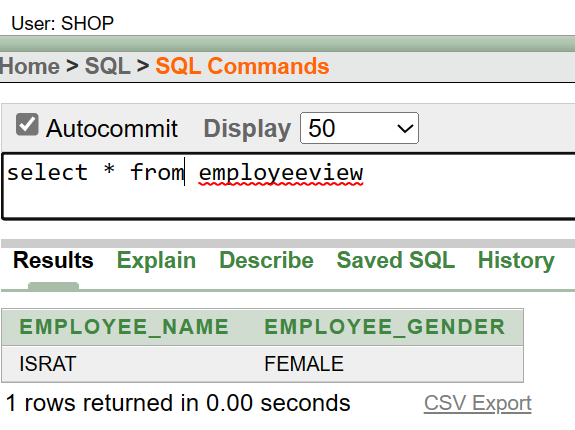 User: SHOP
Home > SQL > SQL Commands
Autocommit Display 50
select * from employeeview
Results Explain Describe Saved SQL History
EMPLOYEE_NAME EMPLOYEE_GENDER
ISRAT FEMALE
1 rows returned in 0.00 seconds CSV Export